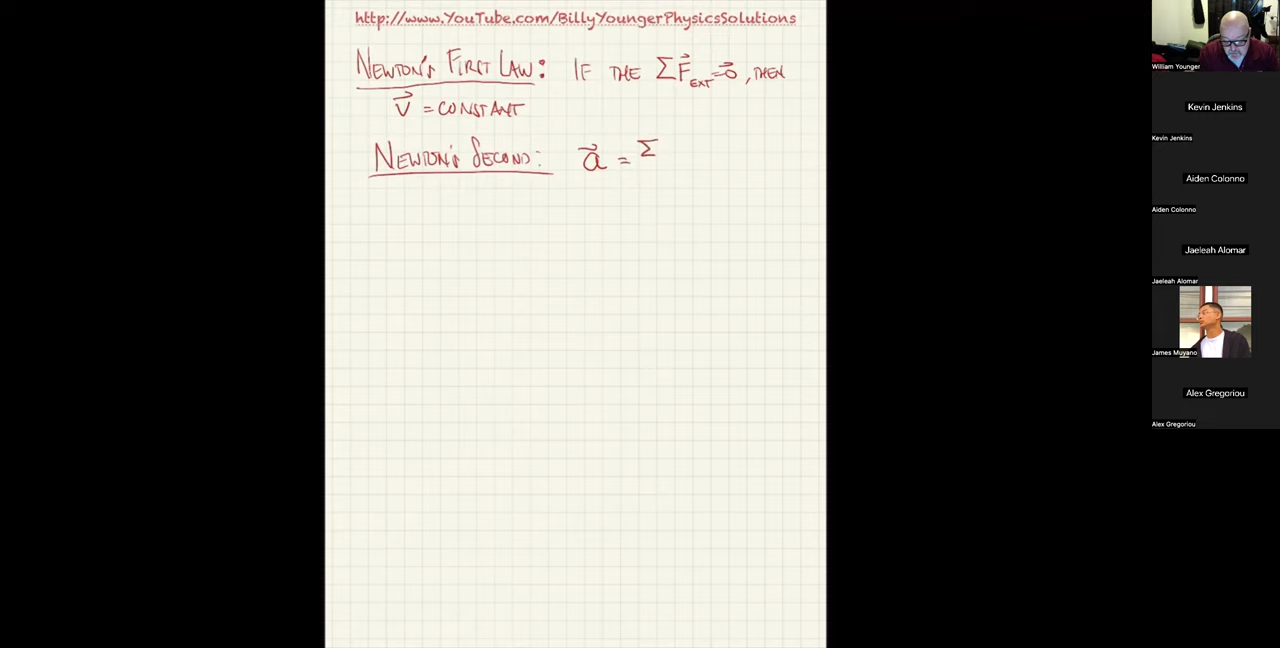 http://www.YouTube.com/BillyYoungerPhysicsSolutions
NEWTON'S FIRST LAW: IF THE Σ F⃗EXT = 0⃗, THEN
V⃗ = CONSTANT
NEWTON'S SECOND: a⃗ = Σ
William Younger
Kevin Jenkins
Kevin Jenkins
Aiden Colonno
Aiden Colonno
Jaeleah Alomar
Jaeleah Alomar
James Muyano
Alex Gregoriou
Alex Gregoriou